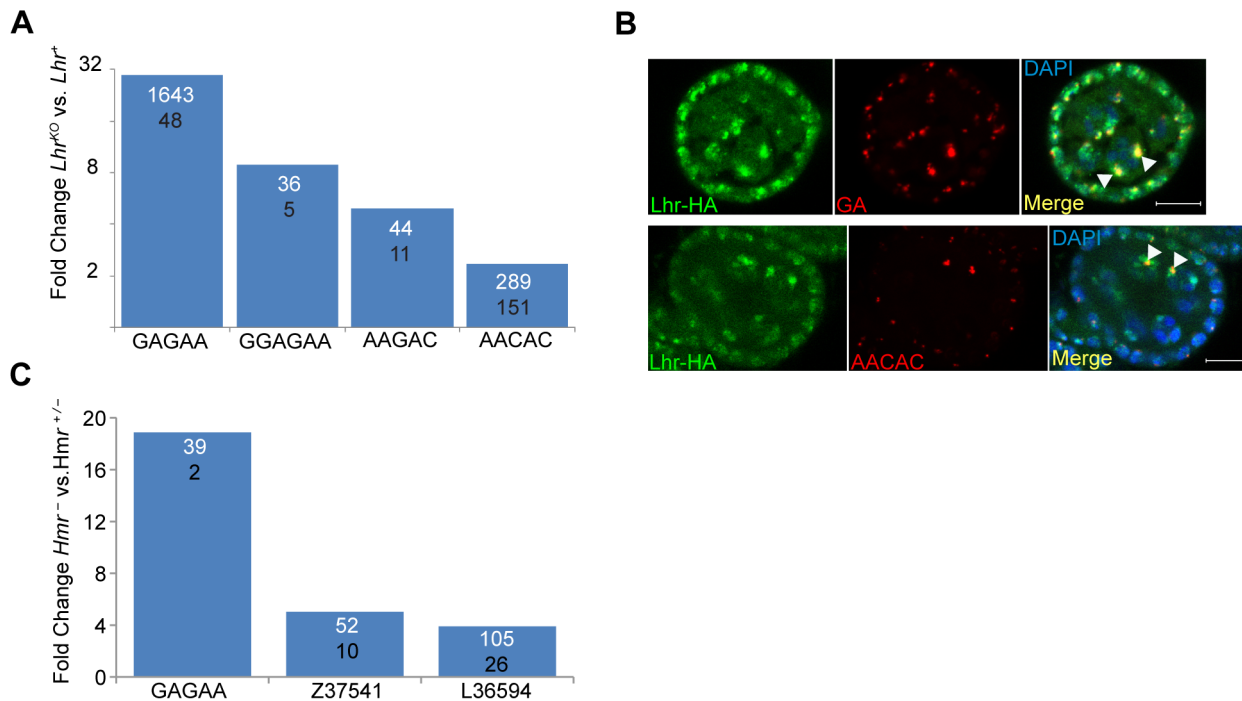 A
Fold Change Lhrᴷᴼ vs. Lhr⁺
32
8
2
1643
48
36
5
44
11
289
151
GAGAA GGAGAA AAGAC AACAC
B
DAPI
Lhr-HA GA Merge
DAPI
Lhr-HA AACAC Merge
C
Fold Change Hmr⁻ vs.Hmr⁺/⁻
20
16
12
8
4
0
39
2
52
10
105
26
GAGAA Z37541 L36594